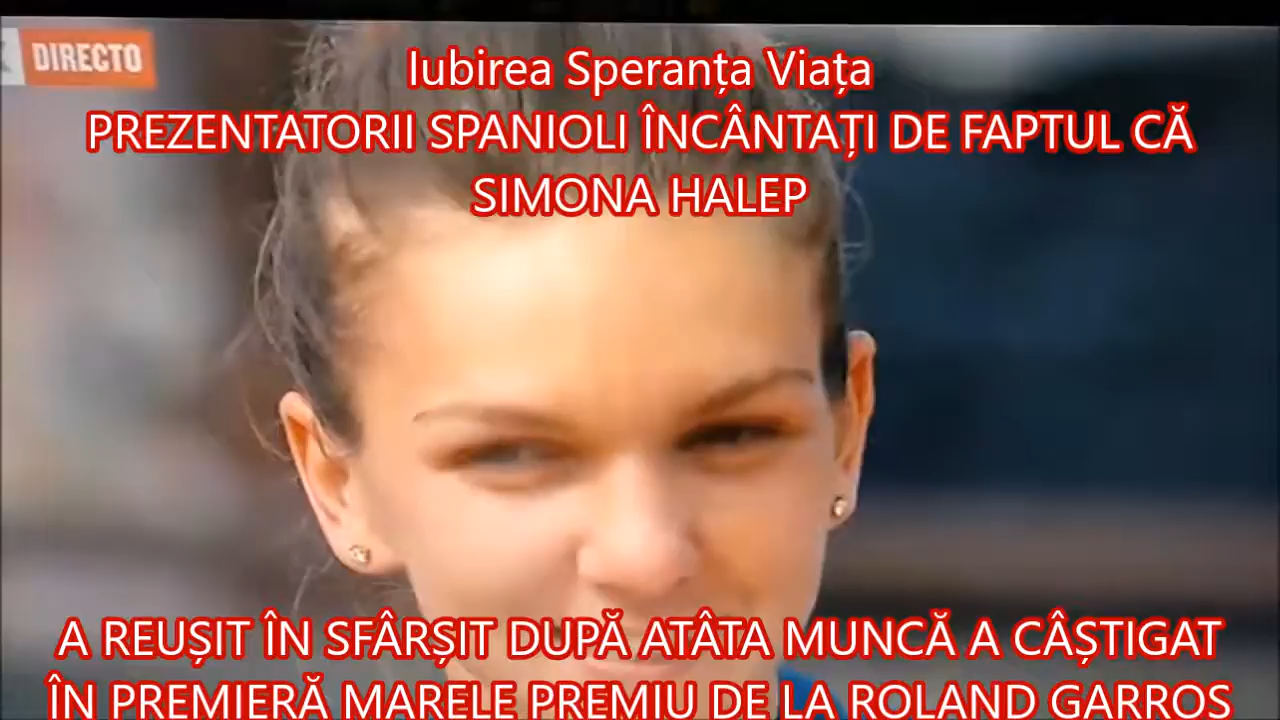 DIRECTO
Iubirea Speranța Viața
PREZENTATORII SPANIOLI ÎNCÂNTAȚI DE FAPTUL CĂ
SIMONA HALEP
A REUȘIT ÎN SFÂRȘIT DUPĂ ATÂTA MUNCĂ A CÂȘTIGAT
ÎN PREMIERĂ MARELE PREMIU DE LA ROLAND GARROS